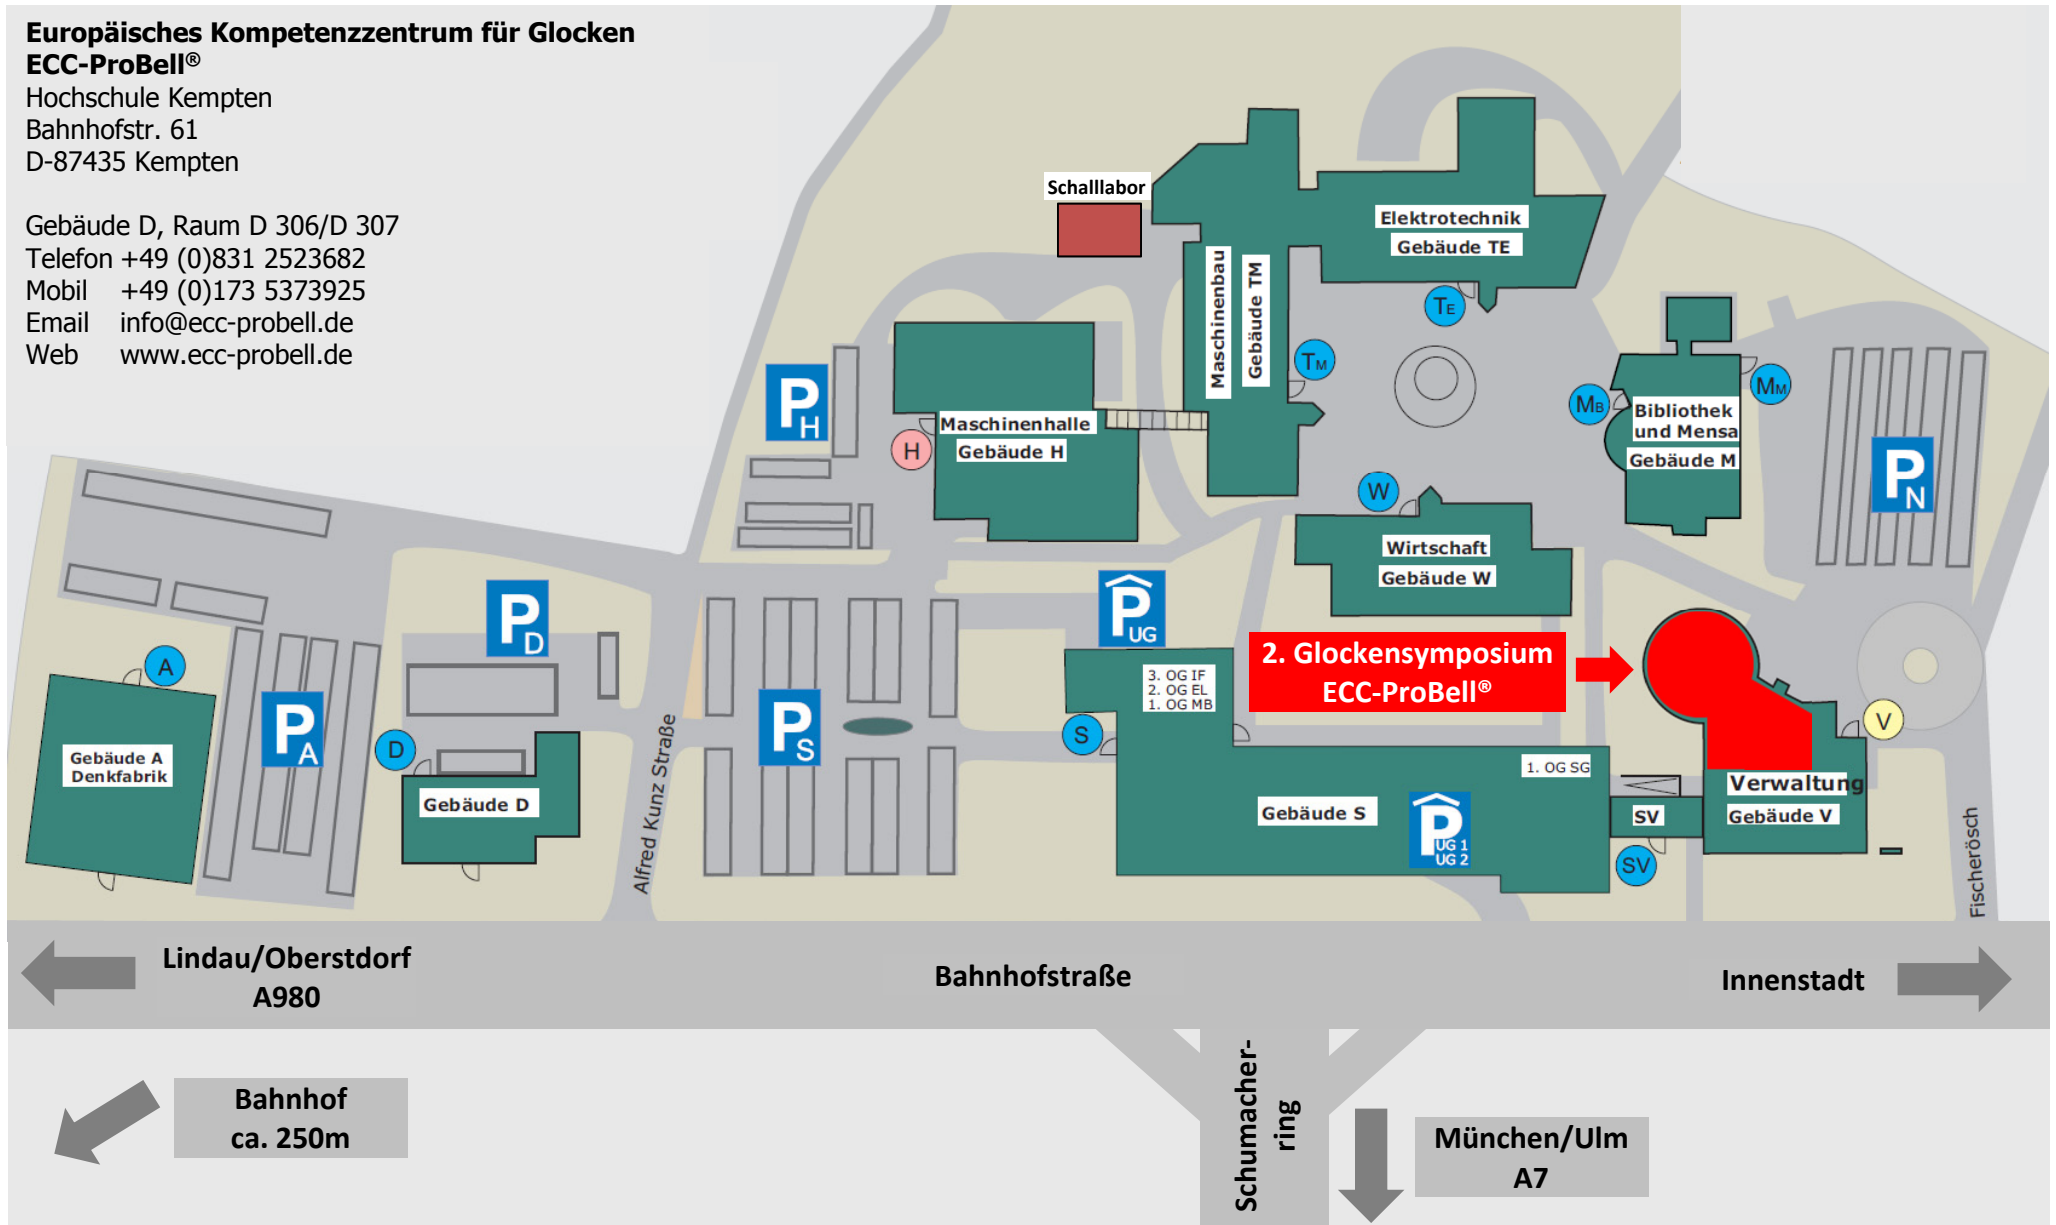 Europäisches Kompetenzzentrum für Glocken
ECC-ProBell®
Hochschule Kempten
Bahnhofstr. 61
D-87435 Kempten
Gebäude D, Raum D 306/D 307
Telefon +49 (0)831 2523682
Mobil +49 (0)173 5373925
Email info@ecc-probell.de
Web www.ecc-probell.de
Schalllabor
Elektrotechnik
Gebäude TE
Maschinenbau
Gebäude TM
TE
TM
PH
Maschinenhalle
Gebäude H
H
MB
MM
Bibliothek
und Mensa
Gebäude M
PN
W
Wirtschaft
Gebäude W
PD
P UG
A
PA
Gebäude A
Denkfabrik
D
Gebäude D
Alfred Kunz Straße
PS
S
3. OG IF
2. OG EL
1. OG MB
2. Glockensymposium
ECC-ProBell®
V
1. OG SG
Gebäude S
P UG 1
UG 2
SV
SV
Verwaltung
Gebäude V
Fischerösch
Lindau/Oberstdorf
A980
Bahnhofstraße
Innenstadt
Bahnhof
ca. 250m
Schumacher-
ring
München/Ulm
A7